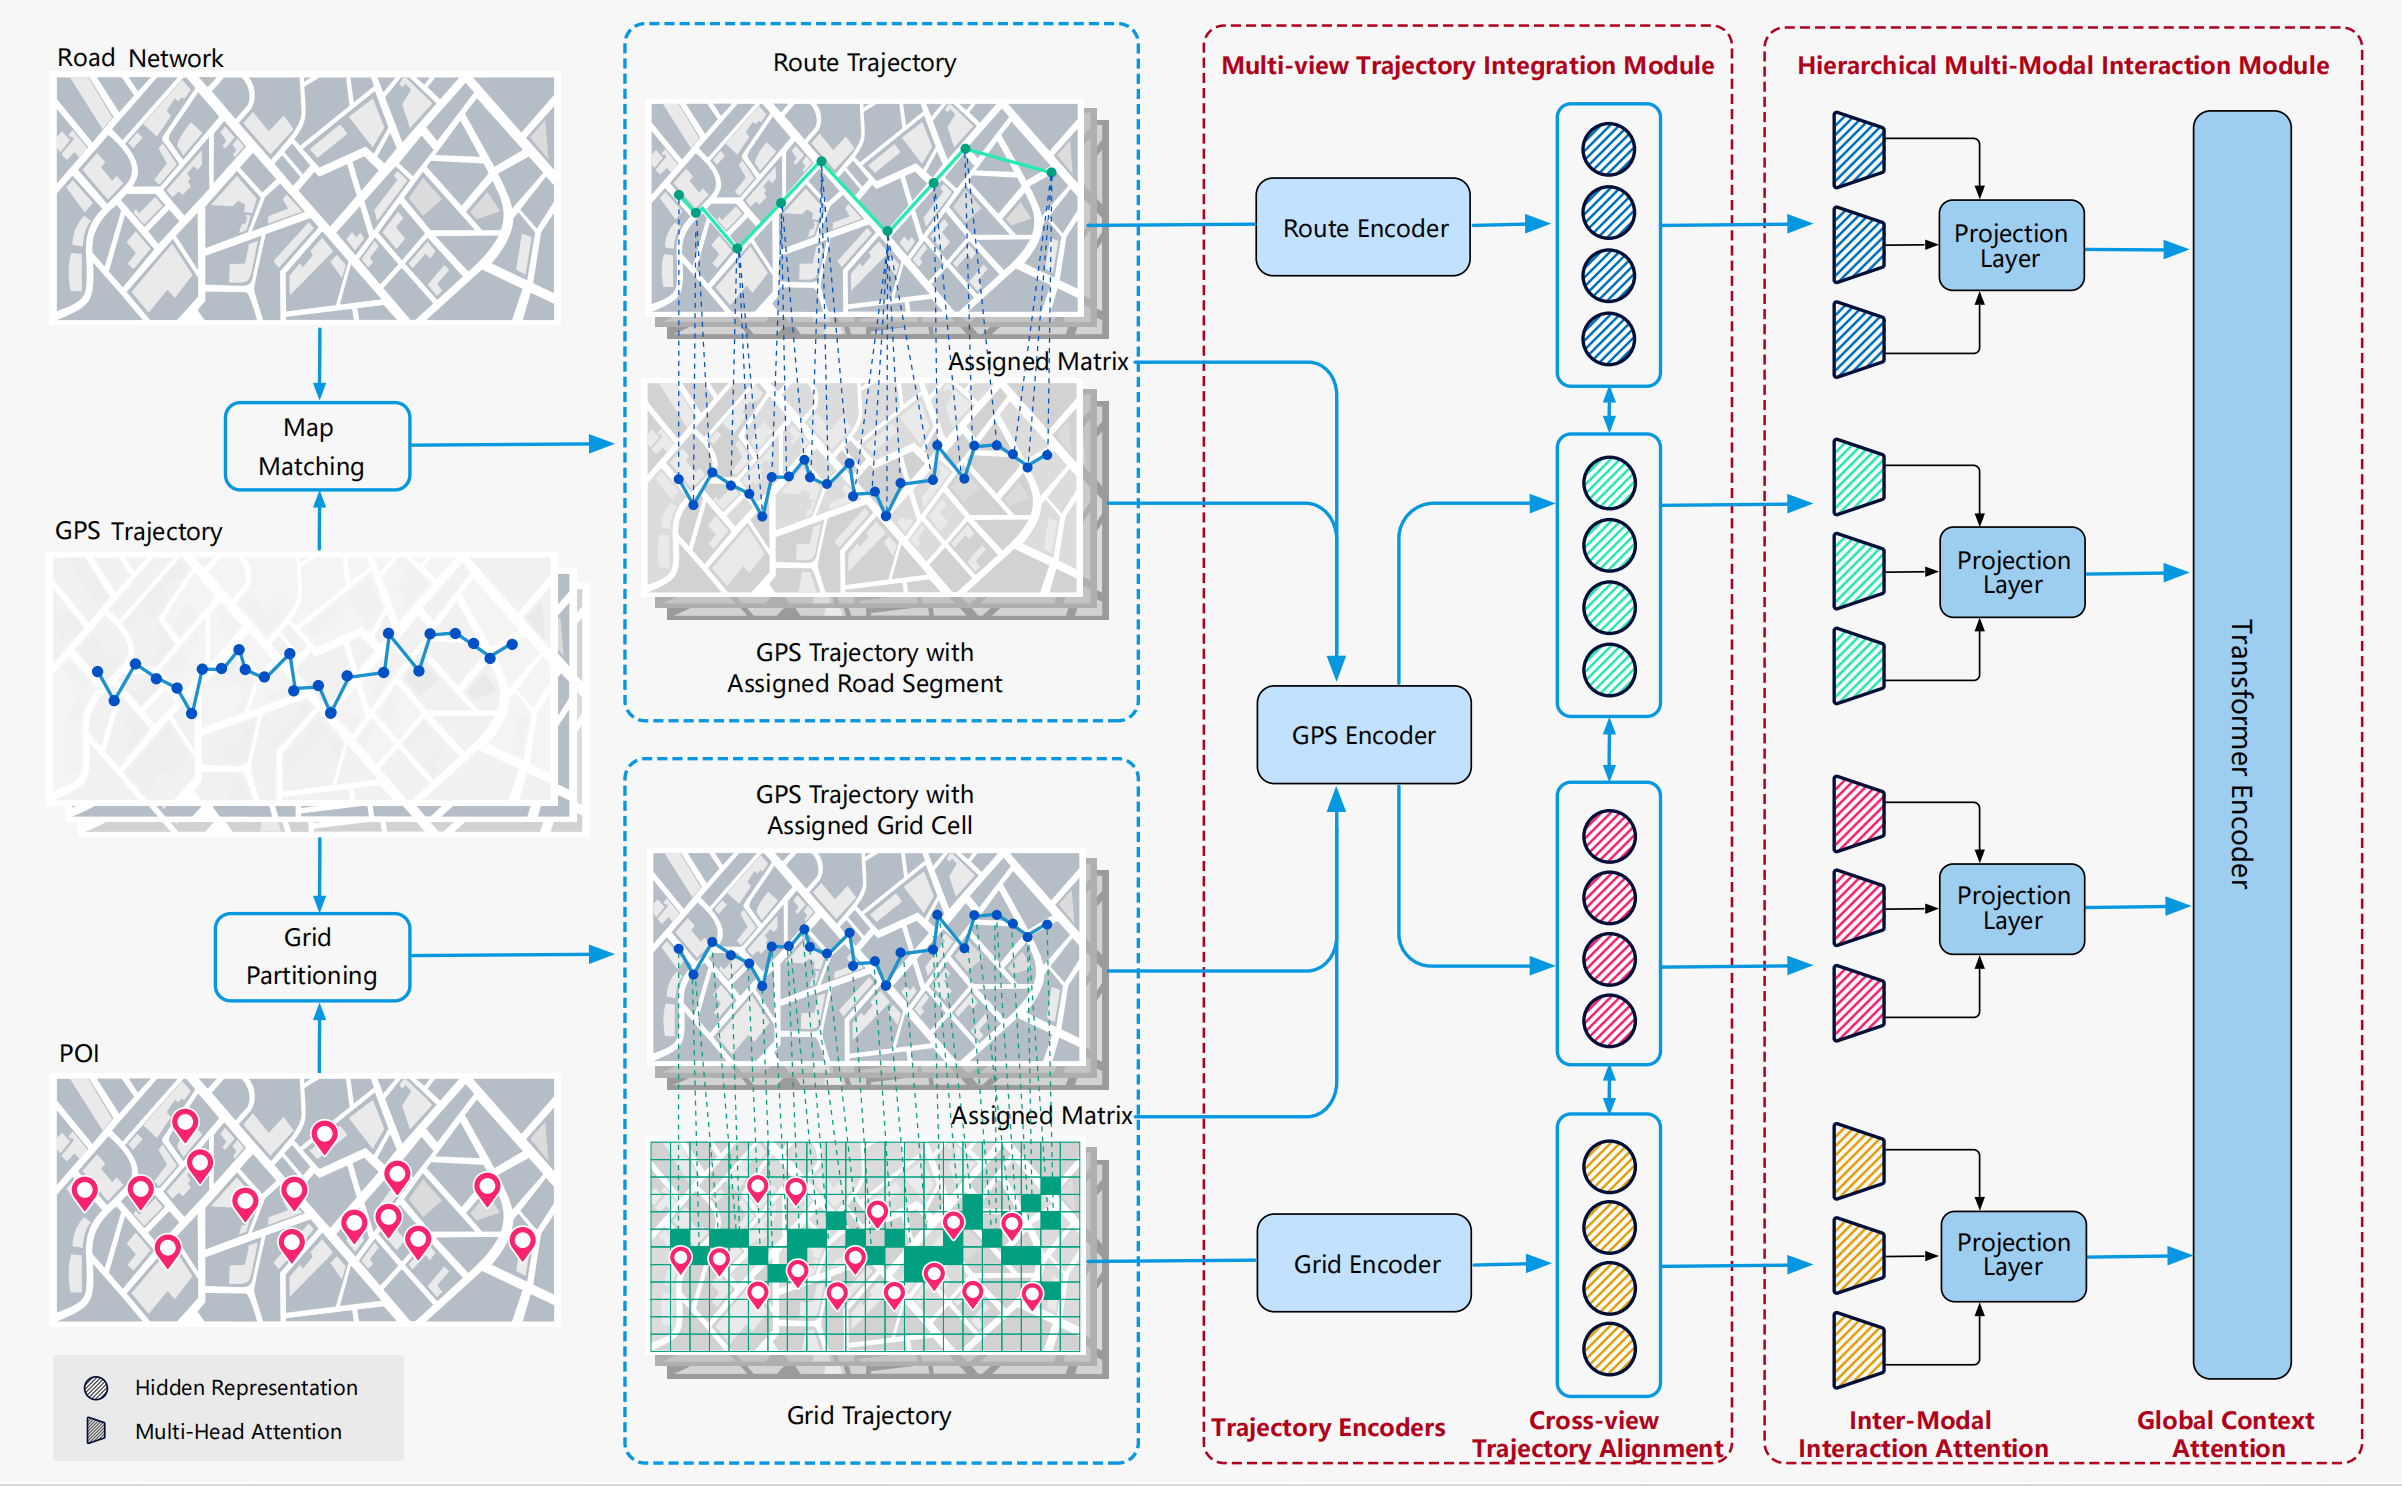 Road Network
Map
Matching
GPS Trajectory
Grid
Partitioning
POI
Hidden Representation
Multi-Head Attention
Route Trajectory
Assigned Matrix
GPS Trajectory with
Assigned Road Segment
GPS Trajectory with
Assigned Grid Cell
Assigned Matrix
Grid Trajectory
Multi-view Trajectory Integration Module
Route Encoder
GPS Encoder
Grid Encoder
Trajectory Encoders
Cross-view
Trajectory Alignment
Hierarchical Multi-Modal Interaction Module
Projection
Layer
Projection
Layer
Projection
Layer
Projection
Layer
Transformer Encoder
Inter-Modal
Interaction Attention
Global Context
Attention